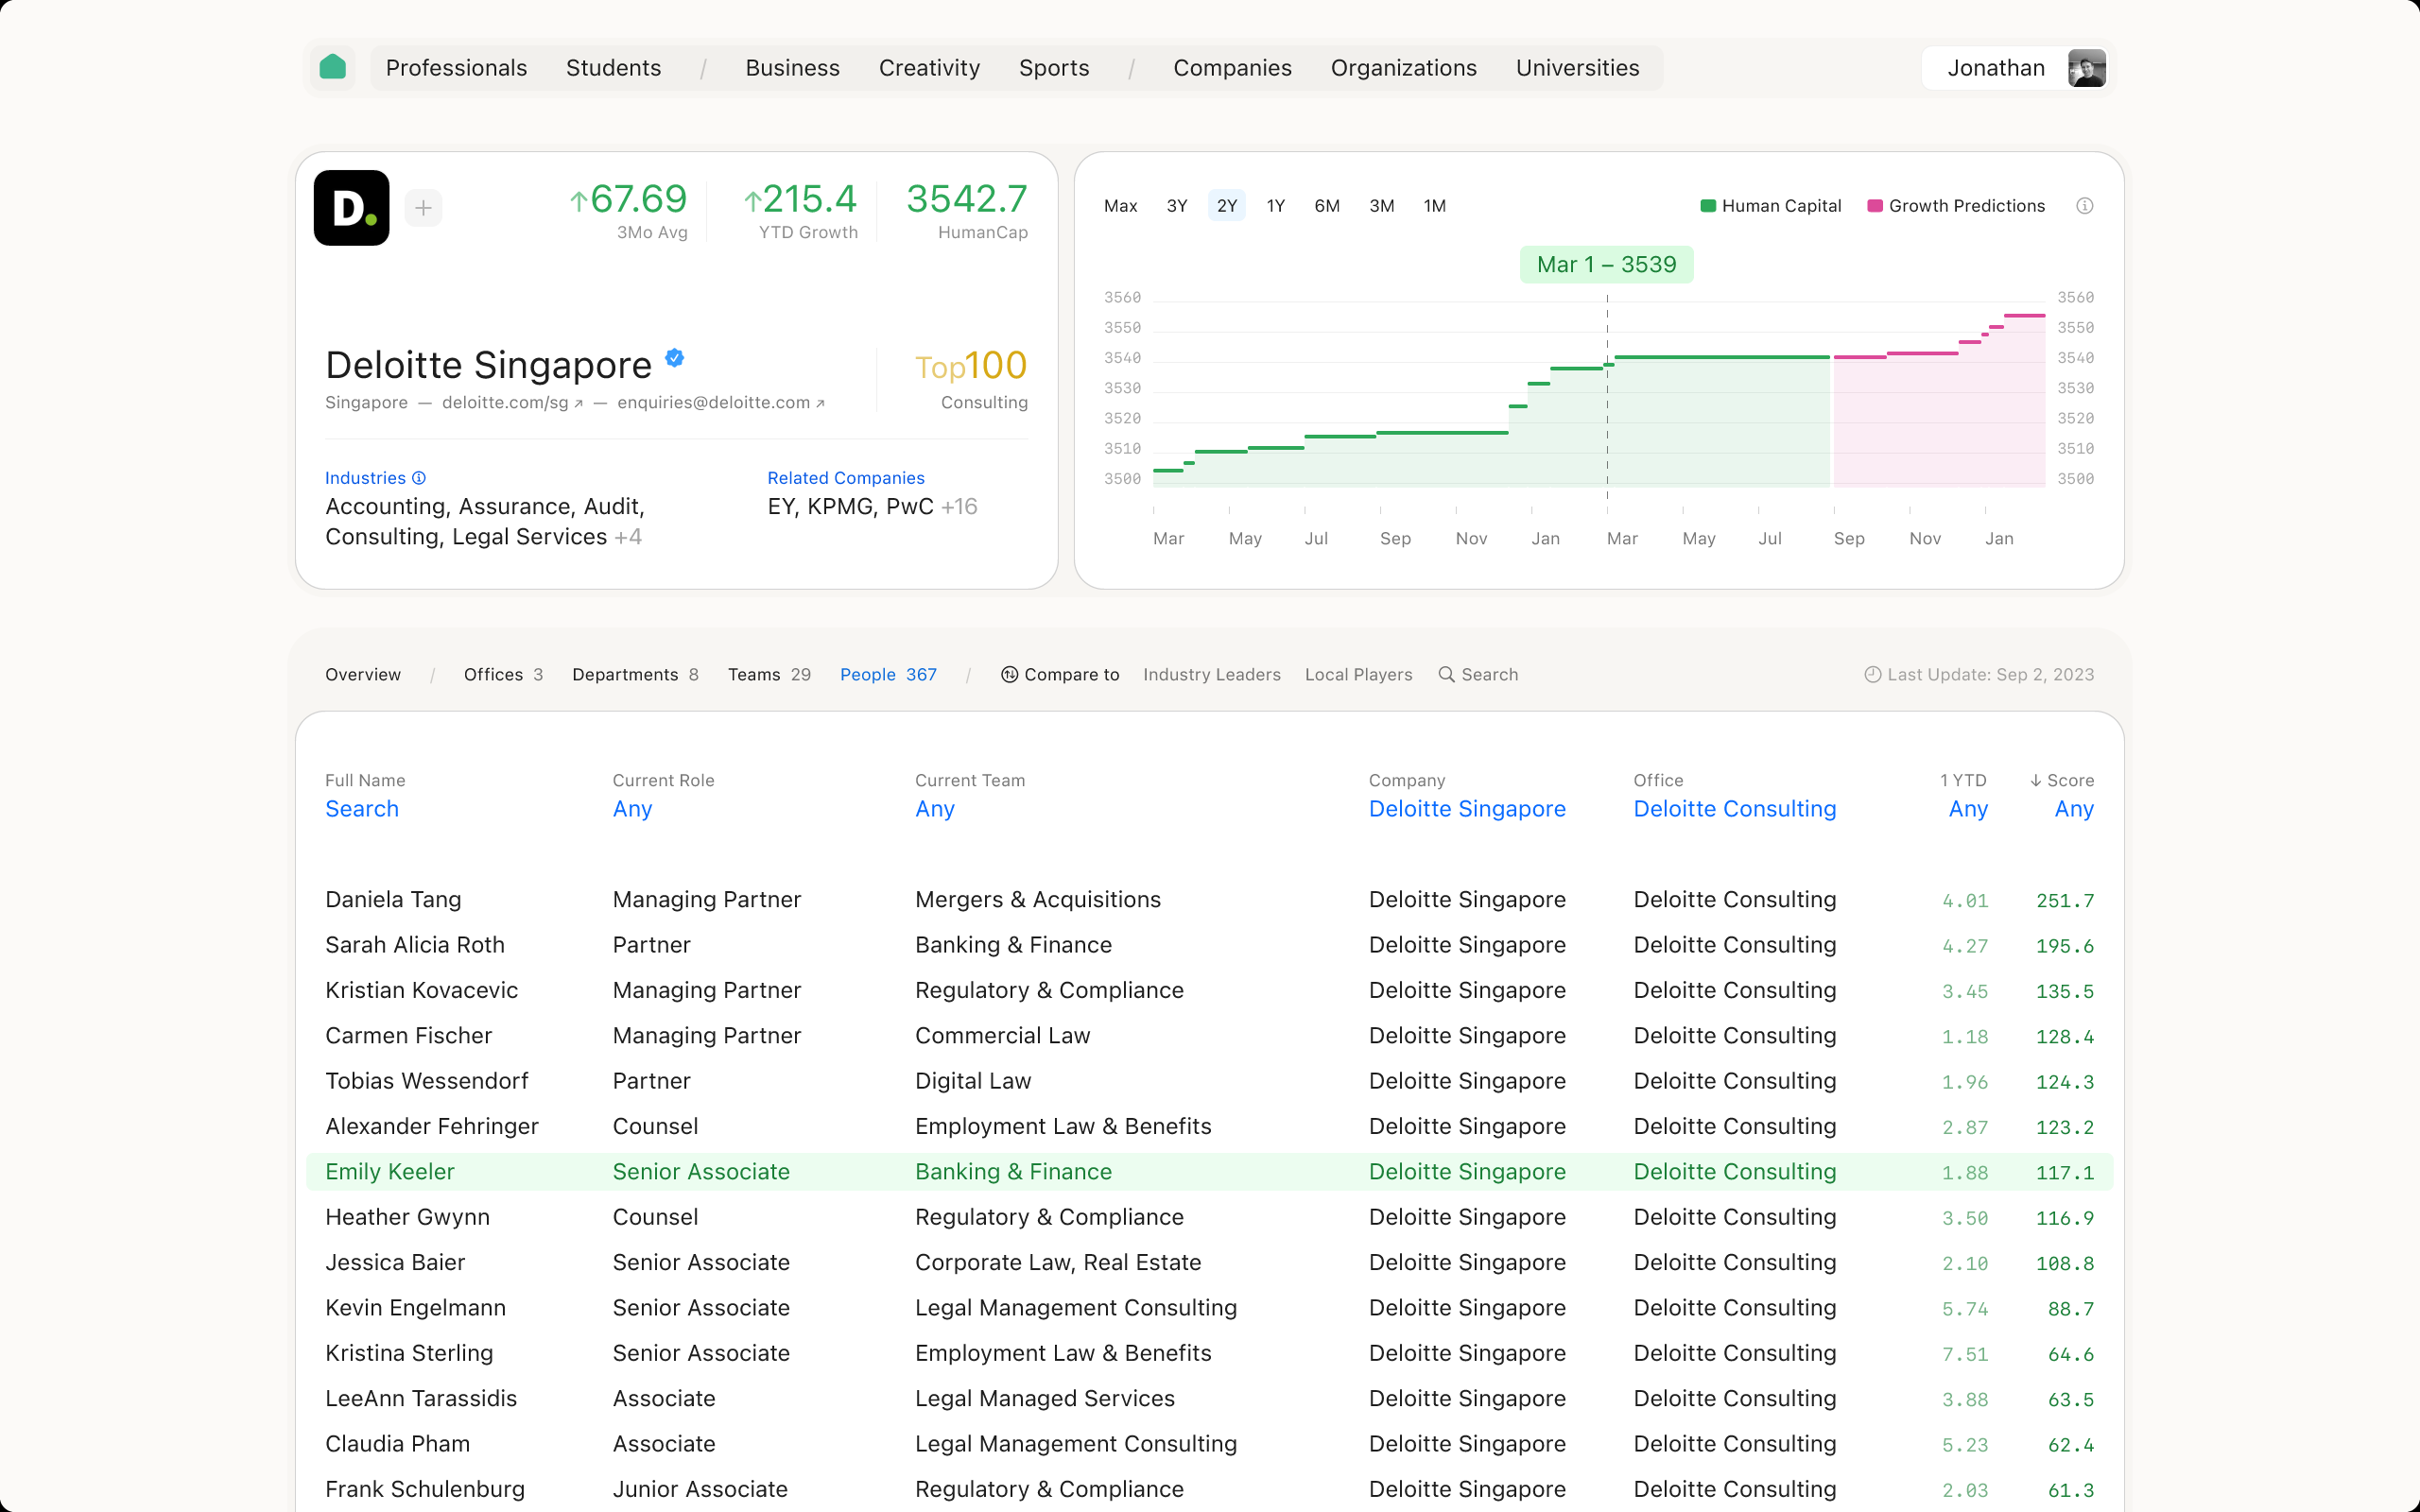 Professionals Students / Business Creativity Sports / Companies Organizations Universities Jonathan
D.
+
↑67.69 ↑215.4 3542.7
3Mo Avg YTD Growth HumanCap
Deloitte Singapore Top100
Singapore — deloitte.com/sg ↗ — enquiries@deloitte.com ↗ Consulting
Industries Related Companies
Accounting, Assurance, Audit, EY, KPMG, PwC +16
Consulting, Legal Services +4
Max 3Y 2Y 1Y 6M 3M 1M Human Capital Growth Predictions
Mar 1 – 3539
3560 3560
3550 3550
3540 3540
3530 3530
3520 3520
3510 3510
3500 3500
Mar May Jul Sep Nov Jan Mar May Jul Sep Nov Jan
Overview / Offices 3 Departments 8 Teams 29 People 367 / Compare to Industry Leaders Local Players Search Last Update: Sep 2, 2023
Full Name Current Role Current Team Company Office 1 YTD ↓ Score
Search Any Any Deloitte Singapore Deloitte Consulting Any Any
Daniela Tang Managing Partner Mergers & Acquisitions Deloitte Singapore Deloitte Consulting 4.01 251.7
Sarah Alicia Roth Partner Banking & Finance Deloitte Singapore Deloitte Consulting 4.27 195.6
Kristian Kovacevic Managing Partner Regulatory & Compliance Deloitte Singapore Deloitte Consulting 3.45 135.5
Carmen Fischer Managing Partner Commercial Law Deloitte Singapore Deloitte Consulting 1.18 128.4
Tobias Wessendorf Partner Digital Law Deloitte Singapore Deloitte Consulting 1.96 124.3
Alexander Fehringer Counsel Employment Law & Benefits Deloitte Singapore Deloitte Consulting 2.87 123.2
Emily Keeler Senior Associate Banking & Finance Deloitte Singapore Deloitte Consulting 1.88 117.1
Heather Gwynn Counsel Regulatory & Compliance Deloitte Singapore Deloitte Consulting 3.50 116.9
Jessica Baier Senior Associate Corporate Law, Real Estate Deloitte Singapore Deloitte Consulting 2.10 108.8
Kevin Engelmann Senior Associate Legal Management Consulting Deloitte Singapore Deloitte Consulting 5.74 88.7
Kristina Sterling Senior Associate Employment Law & Benefits Deloitte Singapore Deloitte Consulting 7.51 64.6
LeeAnn Tarassidis Associate Legal Managed Services Deloitte Singapore Deloitte Consulting 3.88 63.5
Claudia Pham Associate Legal Management Consulting Deloitte Singapore Deloitte Consulting 5.23 62.4
Frank Schulenburg Junior Associate Regulatory & Compliance Deloitte Singapore Deloitte Consulting 2.03 61.3